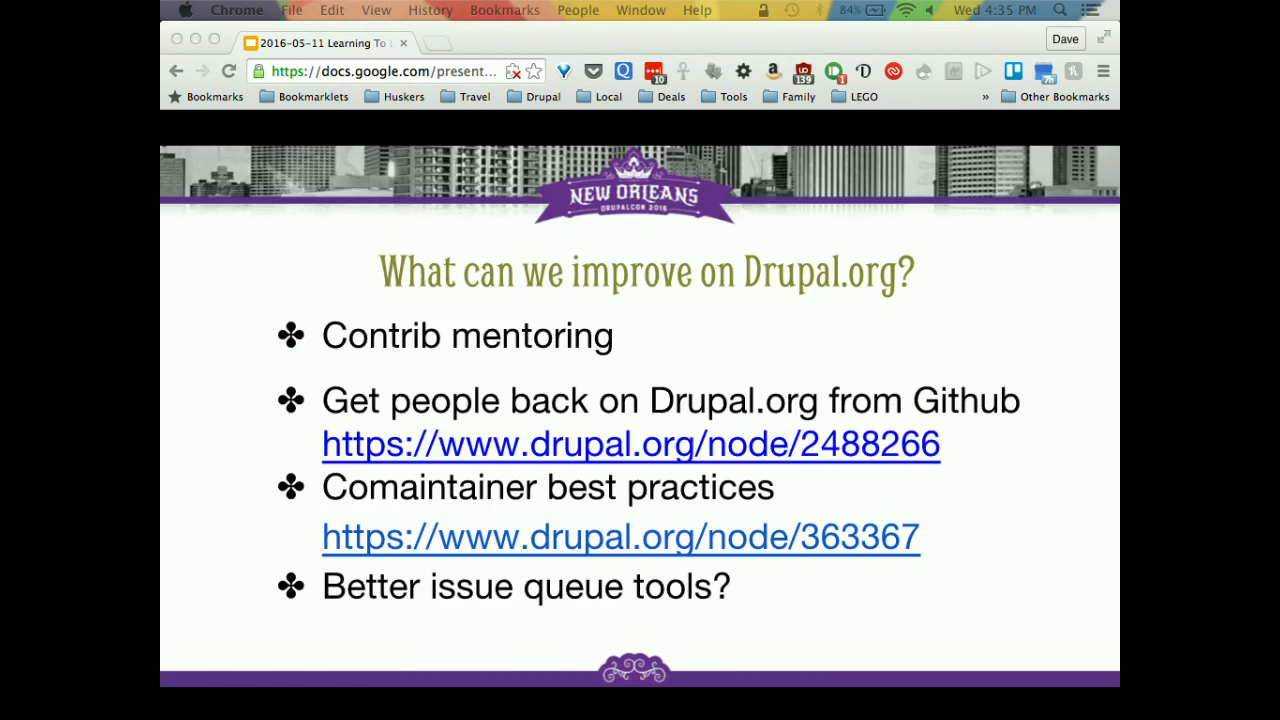 Chrome File Edit View History Bookmarks People Window Help 84% Wed 4:35 PM
2016-05-11 Learning To Dave
https://docs.google.com/present... 10 139 1 7h
Bookmarks Bookmarklets Huskers Travel Drupal Local Deals Tools Family LEGO » Other Bookmarks
NEW ORLEANS
DRUPALCON 2016
What can we improve on Drupal.org?
Contrib mentoring
Get people back on Drupal.org from Github
https://www.drupal.org/node/2488266
Comaintainer best practices
https://www.drupal.org/node/363367
Better issue queue tools?